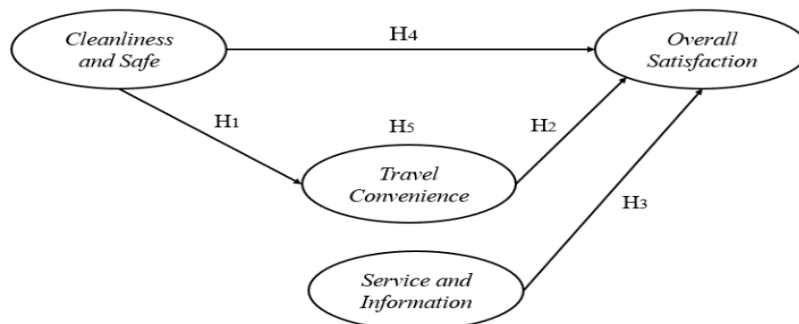 Cleanliness
and Safe
H4
Overall
Satisfaction
H1
H5
H2
Travel
Convenience
H3
Service and
Information